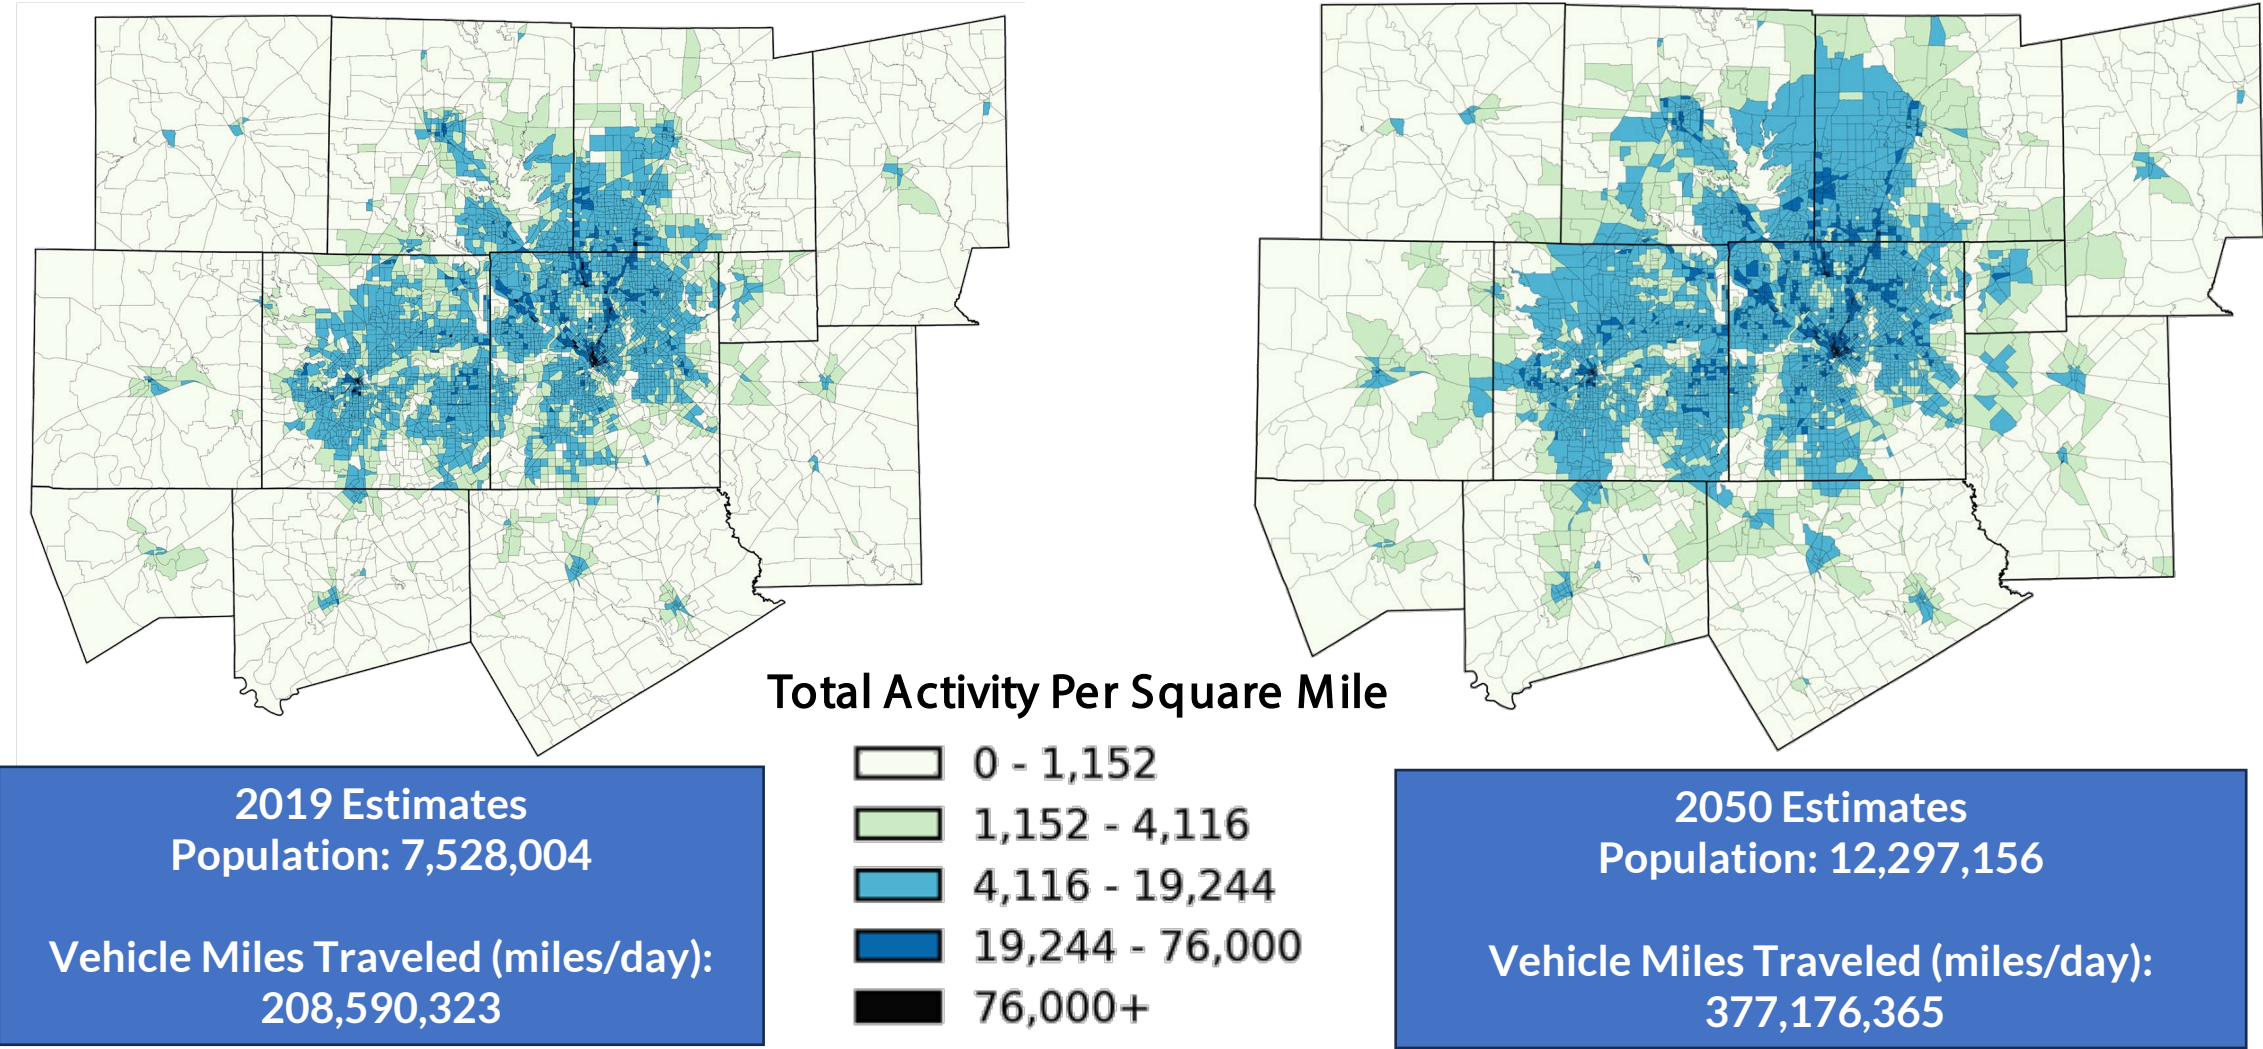 Total Activity Per Square Mile
0 - 1,152
1,152 - 4,116
4,116 - 19,244
19,244 - 76,000
76,000+
2019 Estimates
Population: 7,528,004
Vehicle Miles Traveled (miles/day):
208,590,323
2050 Estimates
Population: 12,297,156
Vehicle Miles Traveled (miles/day):
377,176,365